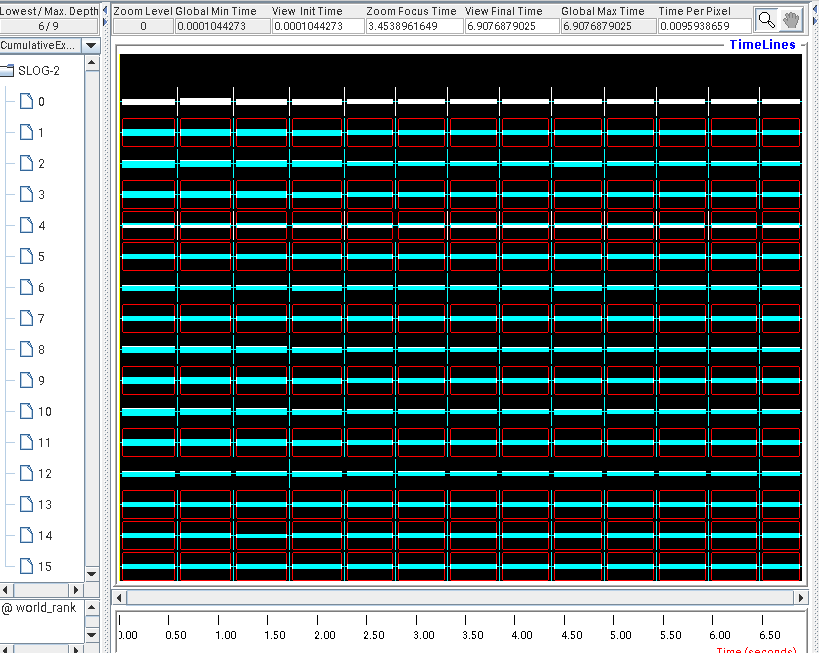 Lowest / Max. Depth
Zoom Level
Global Min Time
View Init Time
Zoom Focus Time
View Final Time
Global Max Time
Time Per Pixel
6 / 9
0
0.0001044273
0.0001044273
3.4538961649
6.9076879025
6.9076879025
0.0095938659
CumulativeEx...
TimeLines
SLOG-2
0
1
2
3
4
5
6
7
8
9
10
11
12
13
14
15
@ world_rank
0.00 0.50 1.00 1.50 2.00 2.50 3.00 3.50 4.00 4.50 5.00 5.50 6.00 6.50
Time (seconds)